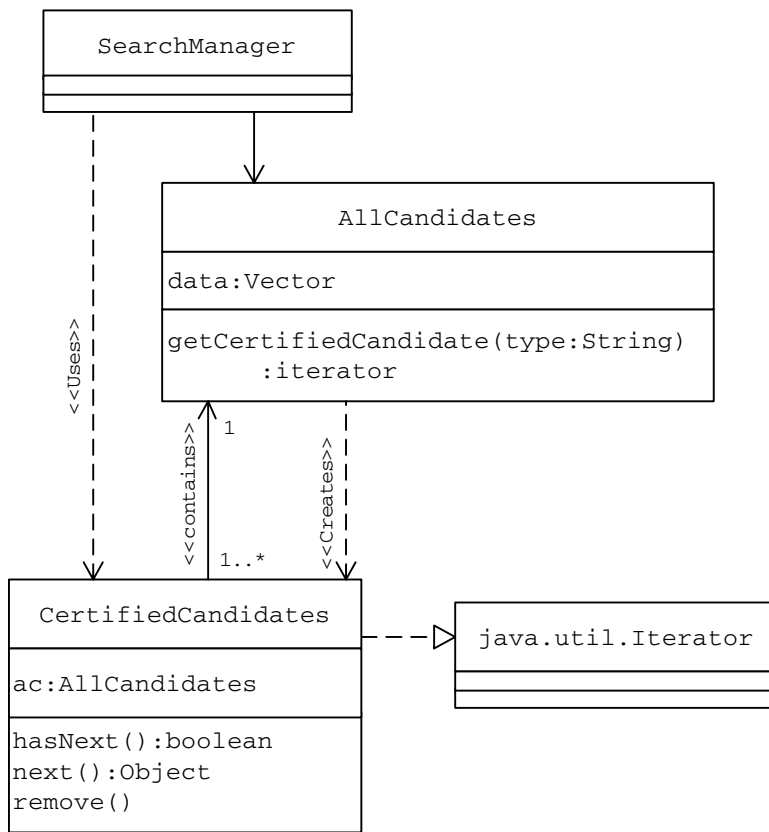 SearchManager
AllCandidates
data:Vector
getCertifiedCandidate(type:String)
:iterator
<<Uses>>
<<contains>>
1
1..*
<<Creates>>
CertifiedCandidates
ac:AllCandidates
hasNext():boolean
next():Object
remove()
java.util.Iterator